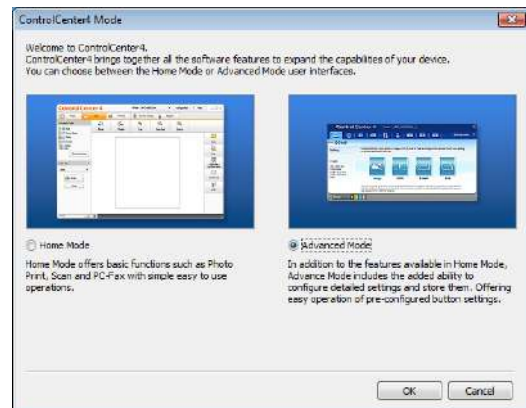 ControlCenter4 Mode
Welcome to ControlCenter4.
ControlCenter4 brings together all the software features to expand the capabilities of your device.
You can choose between the Home Mode or Advanced Mode user interfaces.
Home Mode
Home Mode offers basic functions such as Photo
Print, Scan and PC-Fax with simple easy to use
operations.
Advanced Mode
In addition to the features available in Home Mode,
Advance Mode includes the added ability to
configure detailed settings and store them. Offering
easy operation of pre-configured button settings.
OK
Cancel